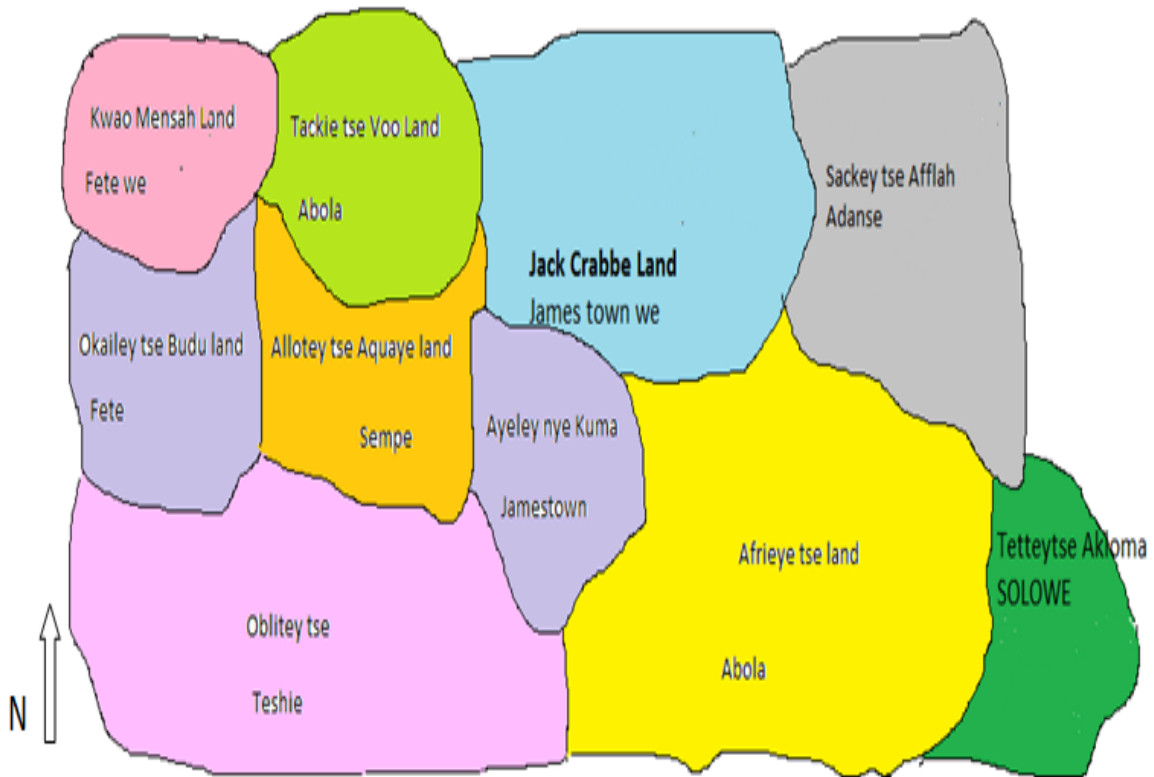 Kwao Mensah Land
Fete we
Tackie tse Voo Land
Abola
Jack Crabbe Land
James town we
Sackey tse Afflah
Adanse
Okailey tse Budu land
Fete
Allotey tse Aquaye land
Sempe
Ayeley nye Kuma
Jamestown
Afrieye tse land
Abola
Tetteytse Akloma
SOLOWE
Oblitey tse
Teshie
N